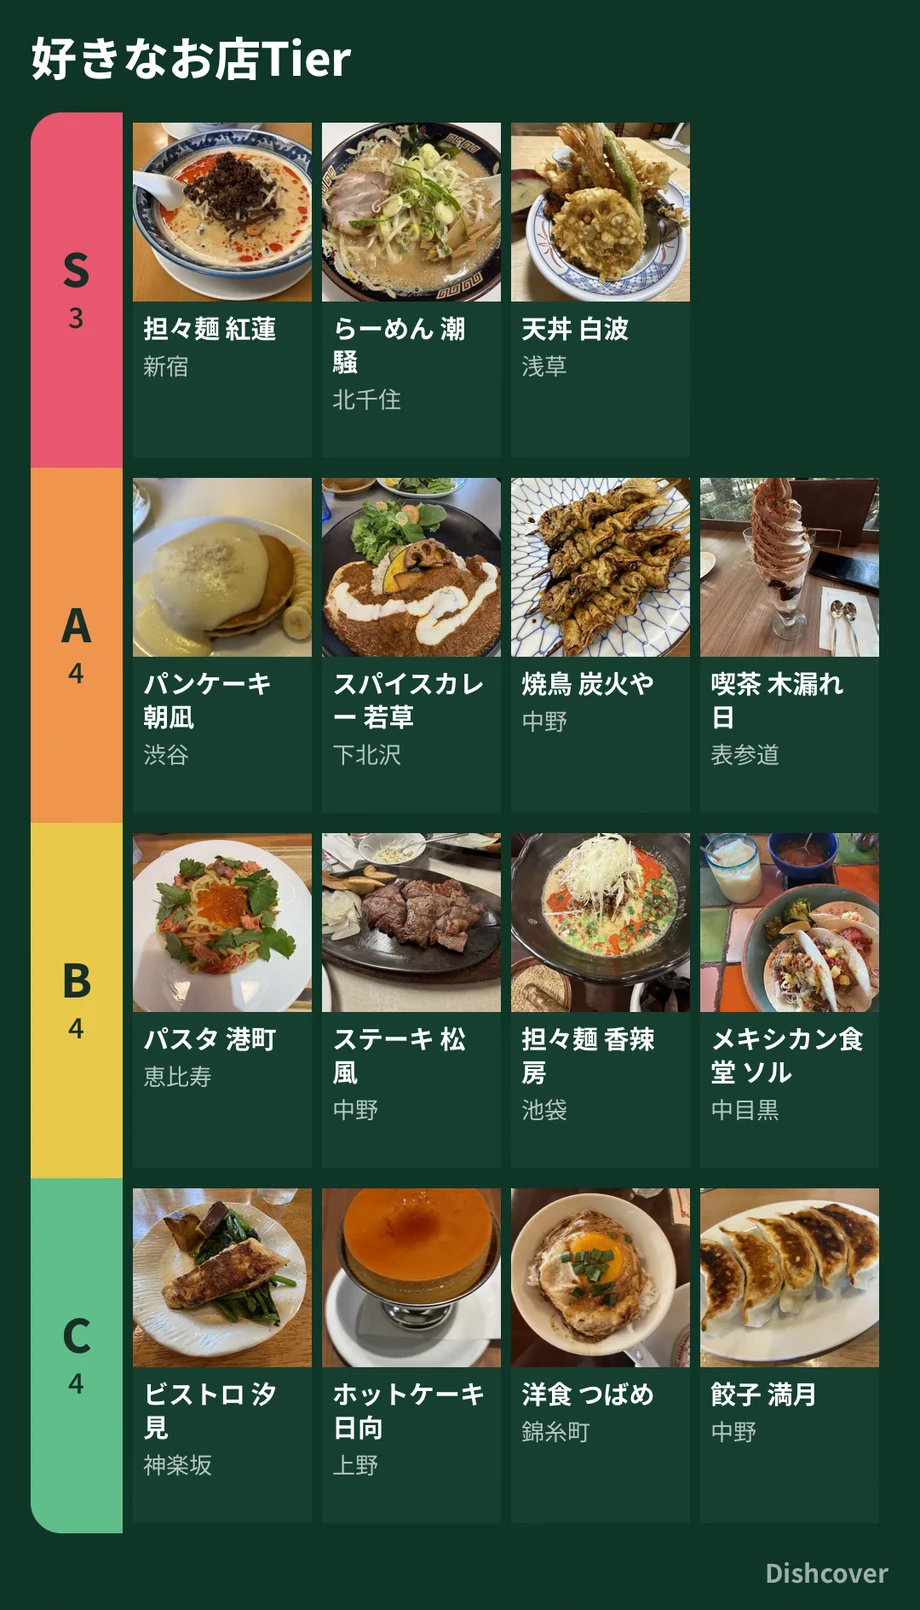 好きなお店Tier
S
3
担々麺 紅蓮
新宿
らーめん 潮
騒
北千住
天丼 白波
浅草
A
4
パンケーキ
朝凪
渋谷
スパイスカレ
ー 若草
下北沢
焼鳥 炭火や
中野
喫茶 木漏れ
日
表参道
B
4
パスタ 港町
恵比寿
ステーキ 松
風
中野
担々麺 香辣
房
池袋
メキシカン食
堂 ソル
中目黒
C
4
ビストロ 汐
見
神楽坂
ホットケーキ
日向
上野
洋食 つばめ
錦糸町
餃子 満月
中野
Dishcover